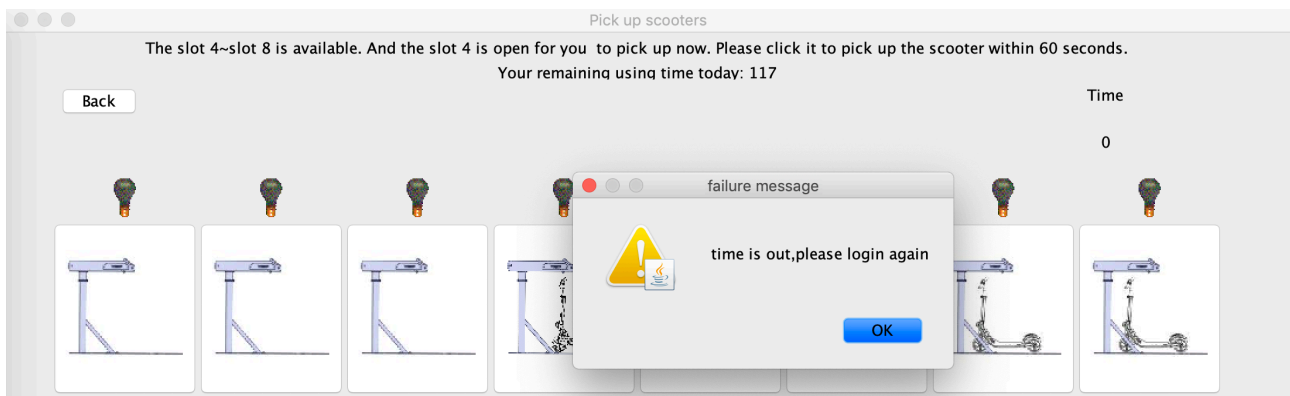 Pick up scooters
The slot 4~slot 8 is available. And the slot 4 is open for you  to pick up now. Please click it to pick up the scooter within 60 seconds.
Your remaining using time today: 117
Back
Time
0
failure message
time is out,please login again
OK